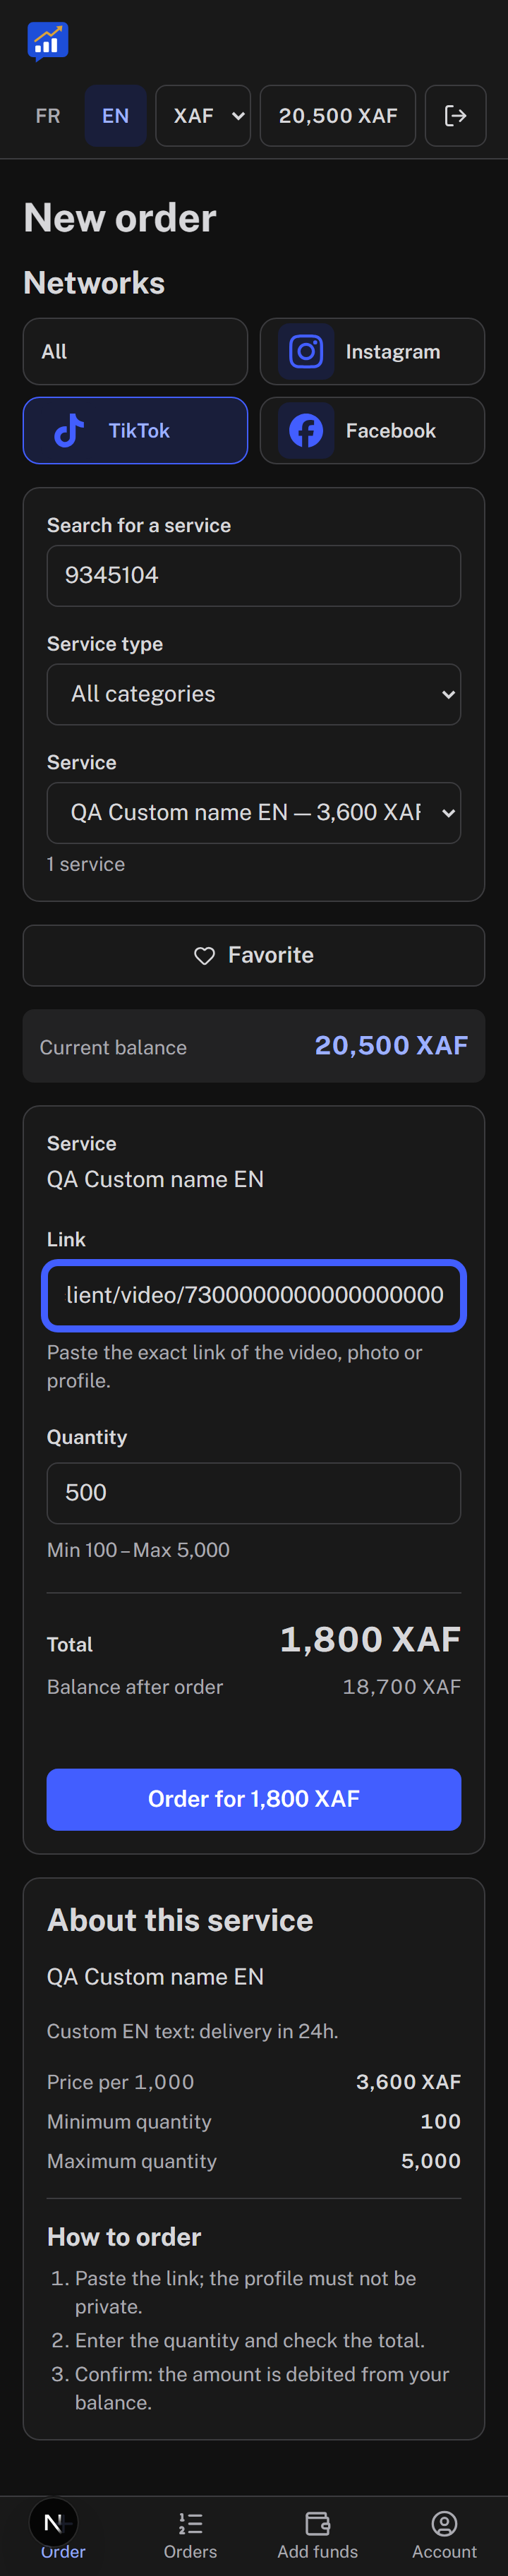 FR
EN
XAF
20,500 XAF
New order
Networks
All
Instagram
TikTok
Facebook
Search for a service
9345104
Service type
All categories
Service
QA Custom name EN — 3,600 XAF
1 service
Favorite
Current balance
20,500 XAF
Service
QA Custom name EN
Link
lient/video/7300000000000000000
Paste the exact link of the video, photo or
profile.
Quantity
500
Min 100 – Max 5,000
Total
1,800 XAF
Balance after order
18,700 XAF
Order for 1,800 XAF
About this service
QA Custom name EN
Custom EN text: delivery in 24h.
Price per 1,000
3,600 XAF
Minimum quantity
100
Maximum quantity
5,000
How to order
1. Paste the link; the profile must not be
private.
2. Enter the quantity and check the total.
3. Confirm: the amount is debited from your
balance.
N
Order
Orders
Add funds
Account